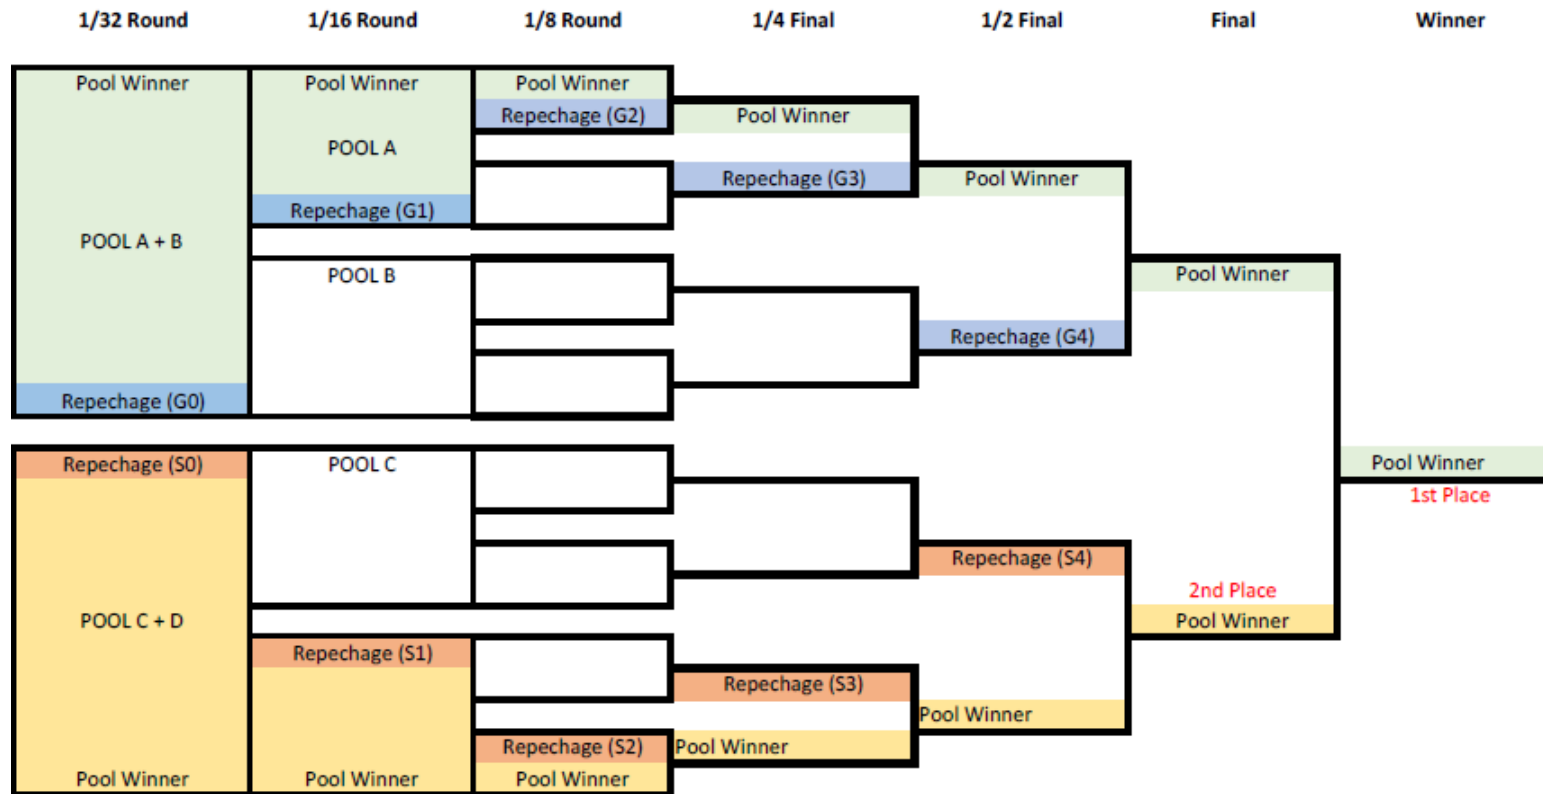 1/32 Round
1/16 Round
1/8 Round
1/4 Final
1/2 Final
Final
Winner
Pool Winner
Pool Winner
Pool Winner
Repechage (G2)
Pool Winner
POOL A
Repechage (G3)
Pool Winner
Repechage (G1)
POOL A + B
POOL B
Pool Winner
Repechage (G4)
Repechage (G0)
Repechage (S0)
POOL C
Pool Winner
1st Place
Repechage (S4)
2nd Place
POOL C + D
Pool Winner
Repechage (S1)
Repechage (S3)
Pool Winner
Repechage (S2)
Pool Winner
Pool Winner
Pool Winner
Pool Winner